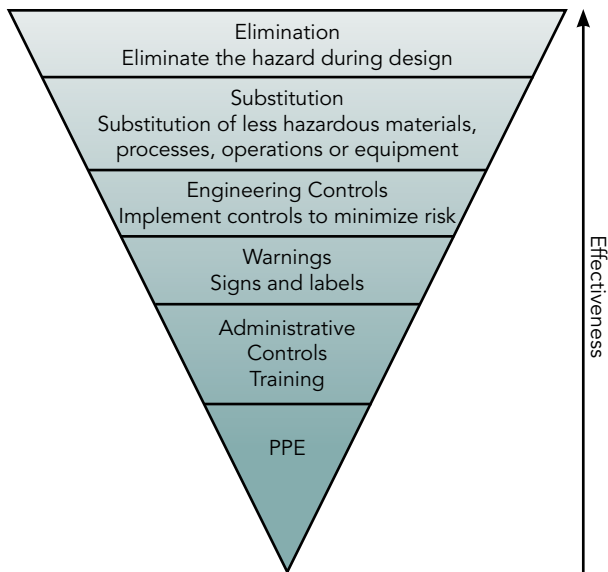 Elimination
Eliminate the hazard during design
Substitution
Substitution of less hazardous materials,
processes, operations or equipment
Engineering Controls
Implement controls to minimize risk
Warnings
Signs and labels
Administrative
Controls
Training
PPE
Effectiveness